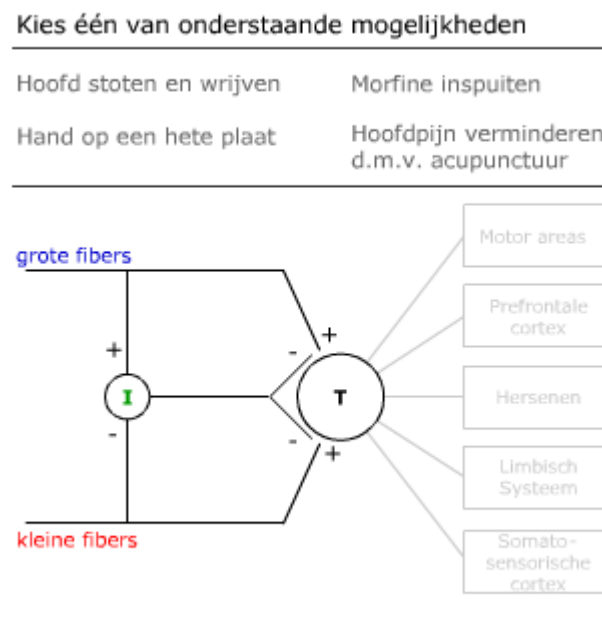 Kies één van onderstaande mogelijkheden
Hoofd stoten en wrijven
Morfine inspuiten
Hand op een hete plaat
Hoofdpijn verminderen
d.m.v. acupunctuur
Motor areas
grote fibers
Prefrontale
cortex
+
-
+
I
T
Hersenen
-
-
+
Limbisch
Systeem
kleine fibers
Somato-
sensorische
cortex